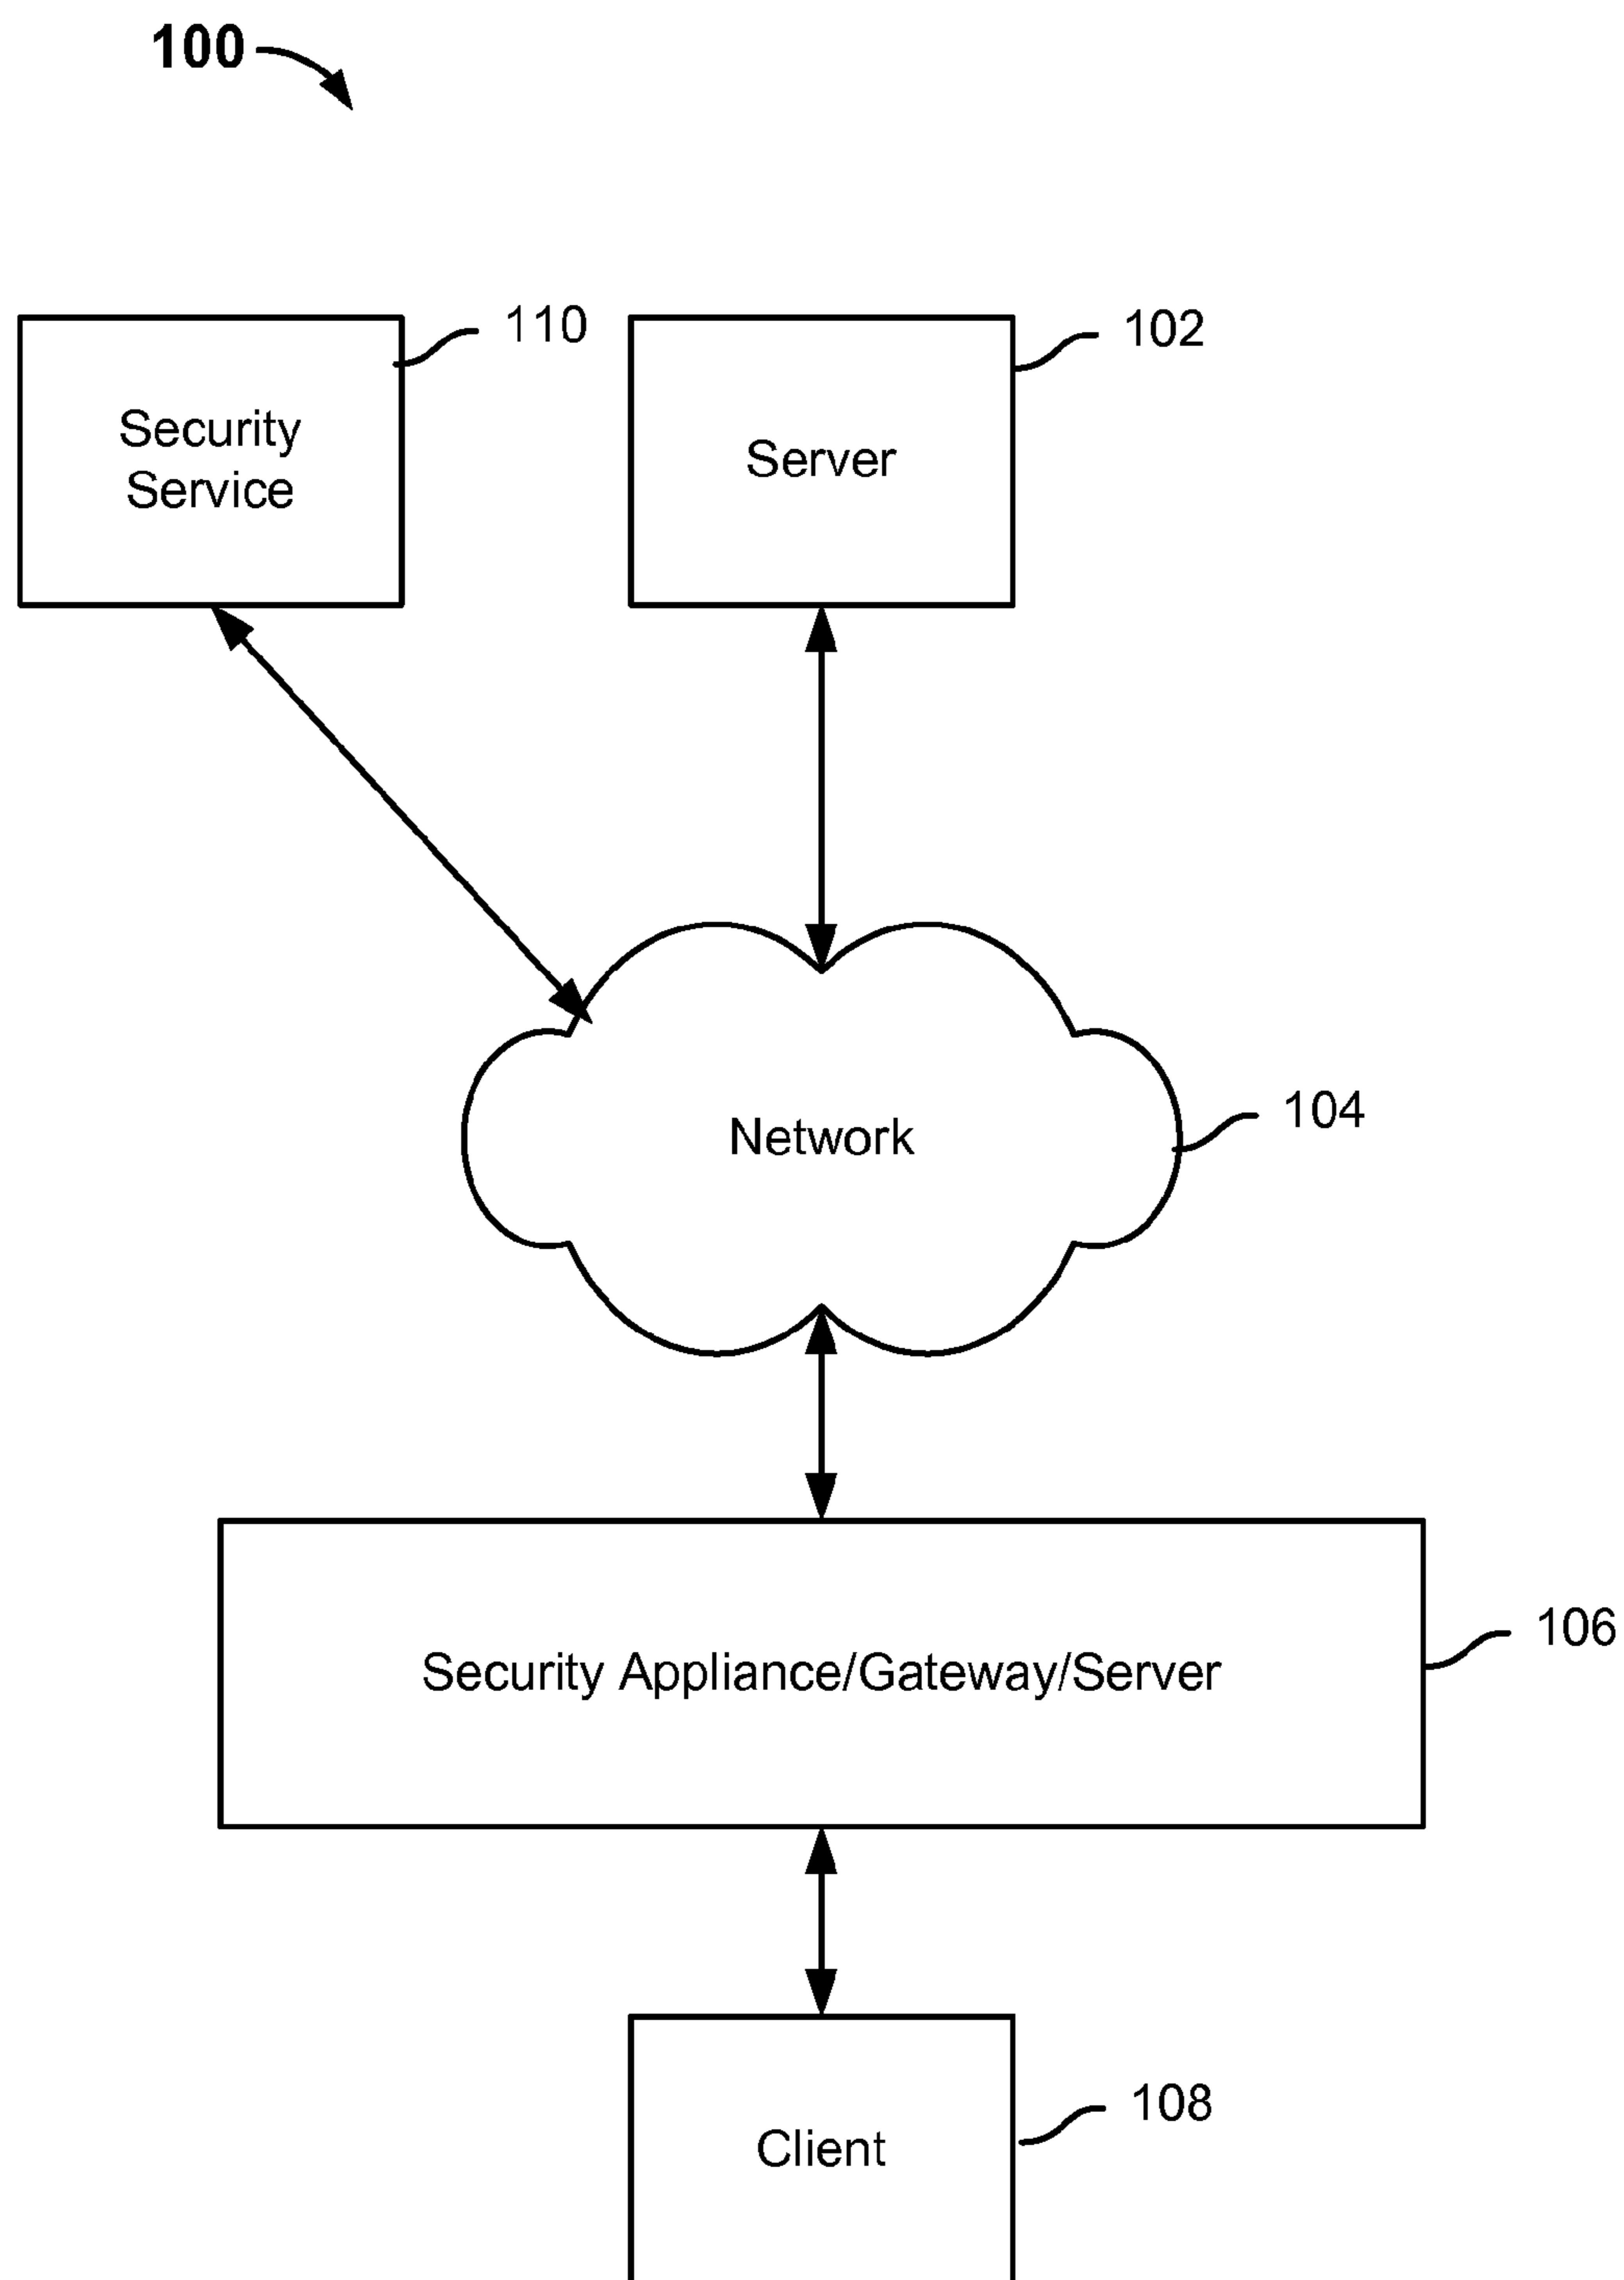 100
110
102
Security
Service
Server
Network
104
106
Security Appliance/Gateway/Server
108
Client